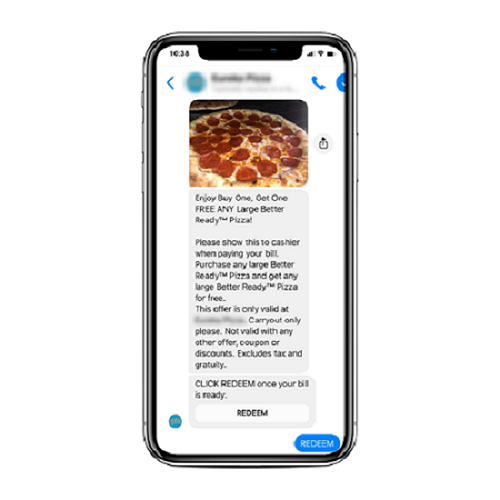 10:38
Enjoy Buy One, Get One
FREE ANY Large Better
Ready™ Pizza!
Please show this to cashier
when paying your bill.
Purchase any large Better
Ready™ Pizza and get any
large Better Ready™ Pizza
for free..
This offer is only valid at
Carryout only
please. Not valid with any
other offer, coupon or
discounts. Excludes tax and
gratuity..
CLICK REDEEM once your bill
is ready:
REDEEM
REDEEM